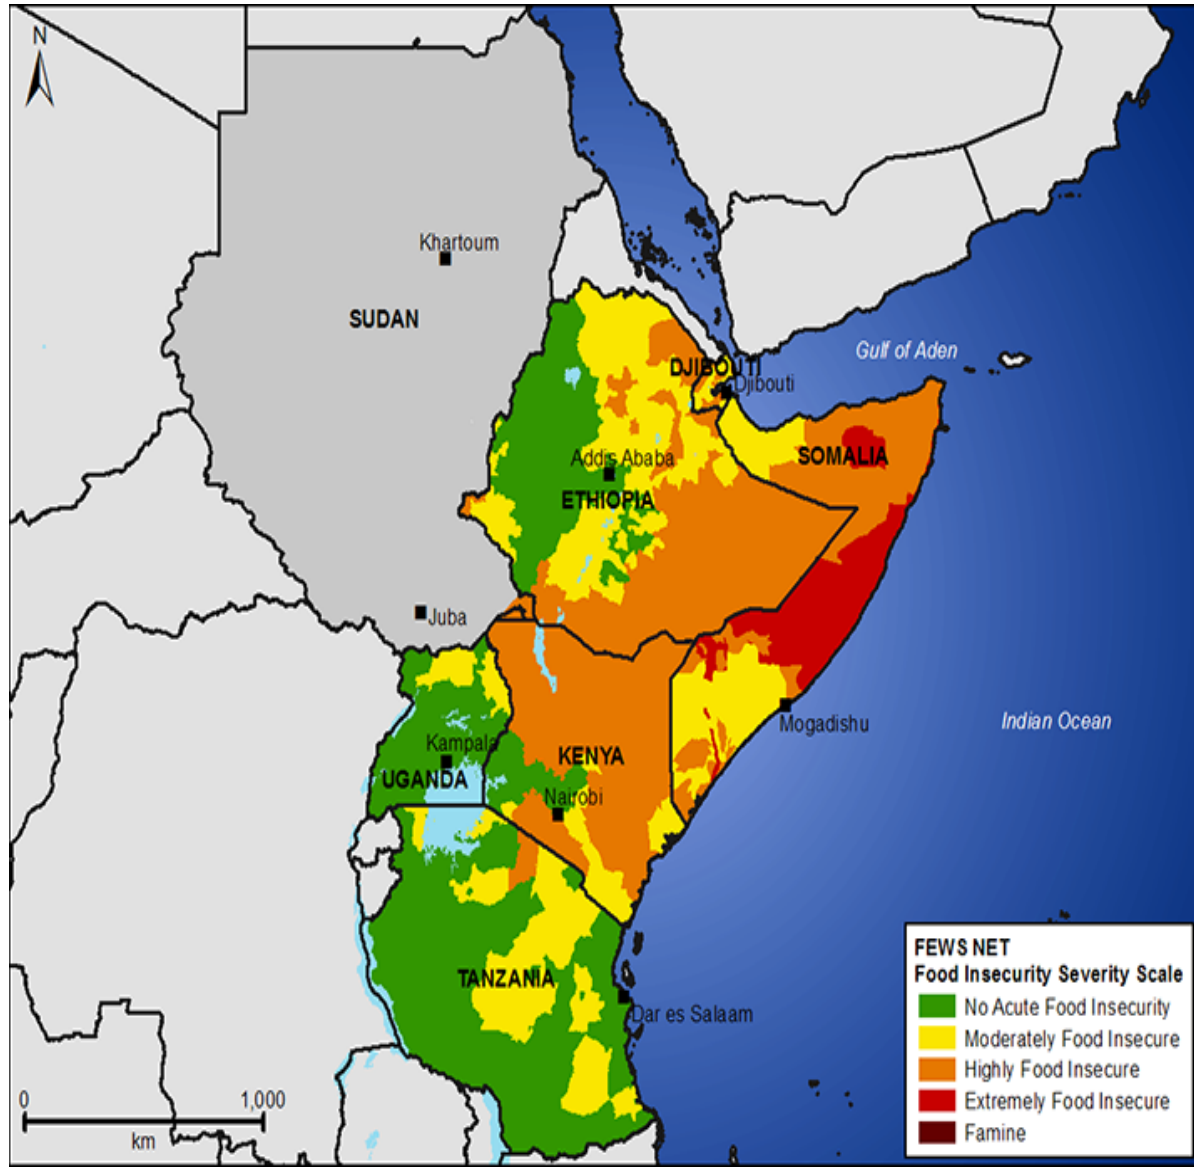 N
Khartoum
SUDAN
Gulf of Aden
DJIBOUTI
Djibouti
SOMALIA
Addis Ababa
ETHIOPIA
Juba
Mogadishu
Indian Ocean
Kampala
KENYA
UGANDA
Nairobi
TANZANIA
Dar es Salaam
FEWS NET
Food Insecurity Severity Scale
No Acute Food Insecurity
Moderately Food Insecure
Highly Food Insecure
Extremely Food Insecure
Famine
0 1,000
km